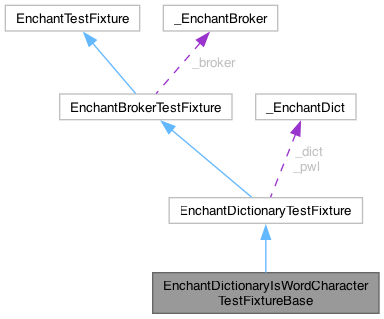 EnchantTestFixture
_EnchantBroker
_broker
EnchantBrokerTestFixture
_EnchantDict
_dict
_pwl
EnchantDictionaryTestFixture
EnchantDictionaryIsWordCharacter
TestFixtureBase